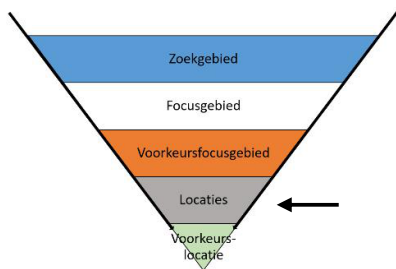 Zoekgebied
Focusgebied
Voorkeursfocusgebied
Locaties
Voorkeurs-
locatie